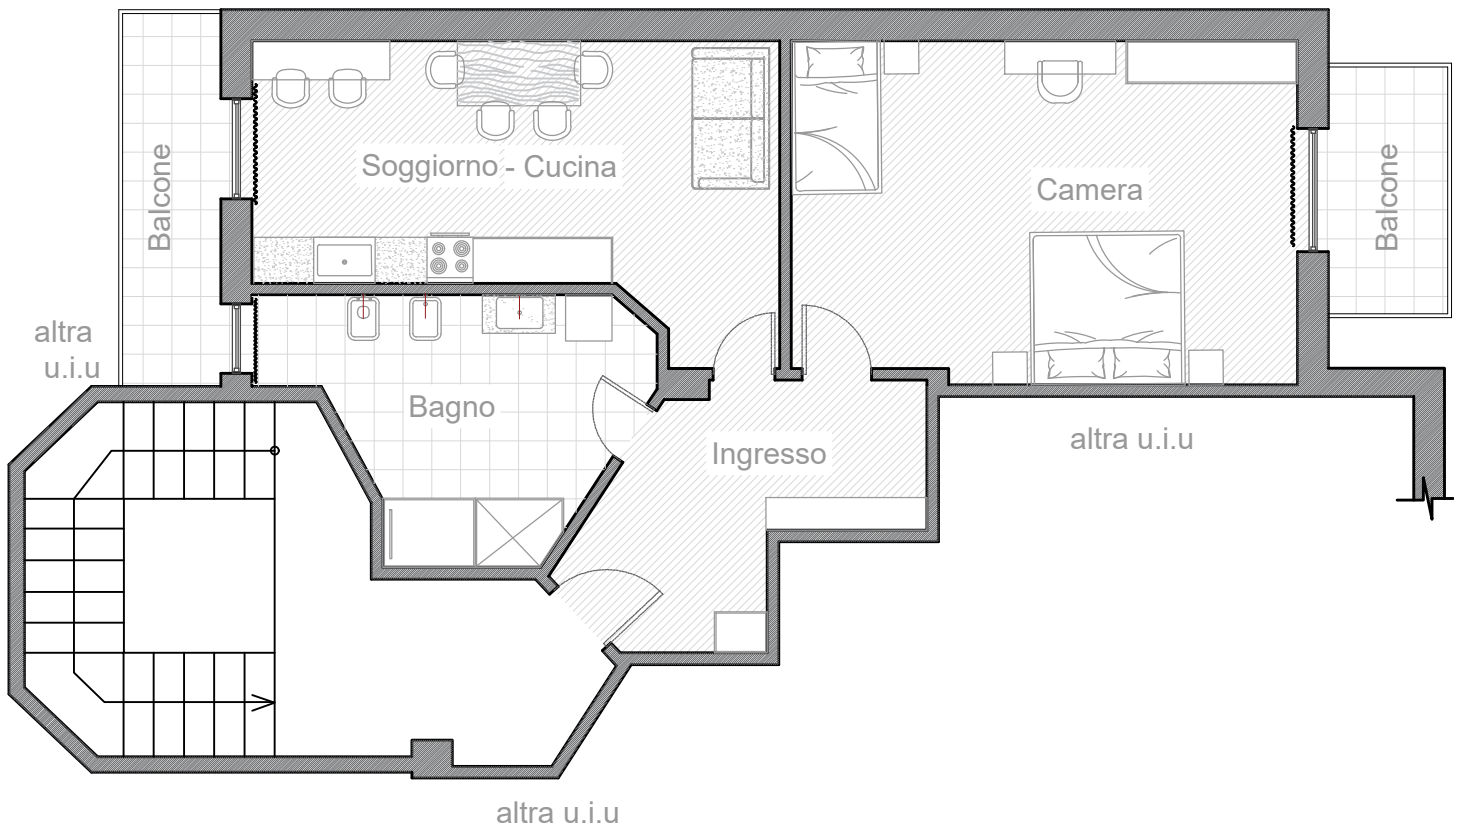 Soggiorno - Cucina
Balcone
Camera
Balcone
altra
u.i.u
Bagno
Ingresso
altra u.i.u
altra u.i.u